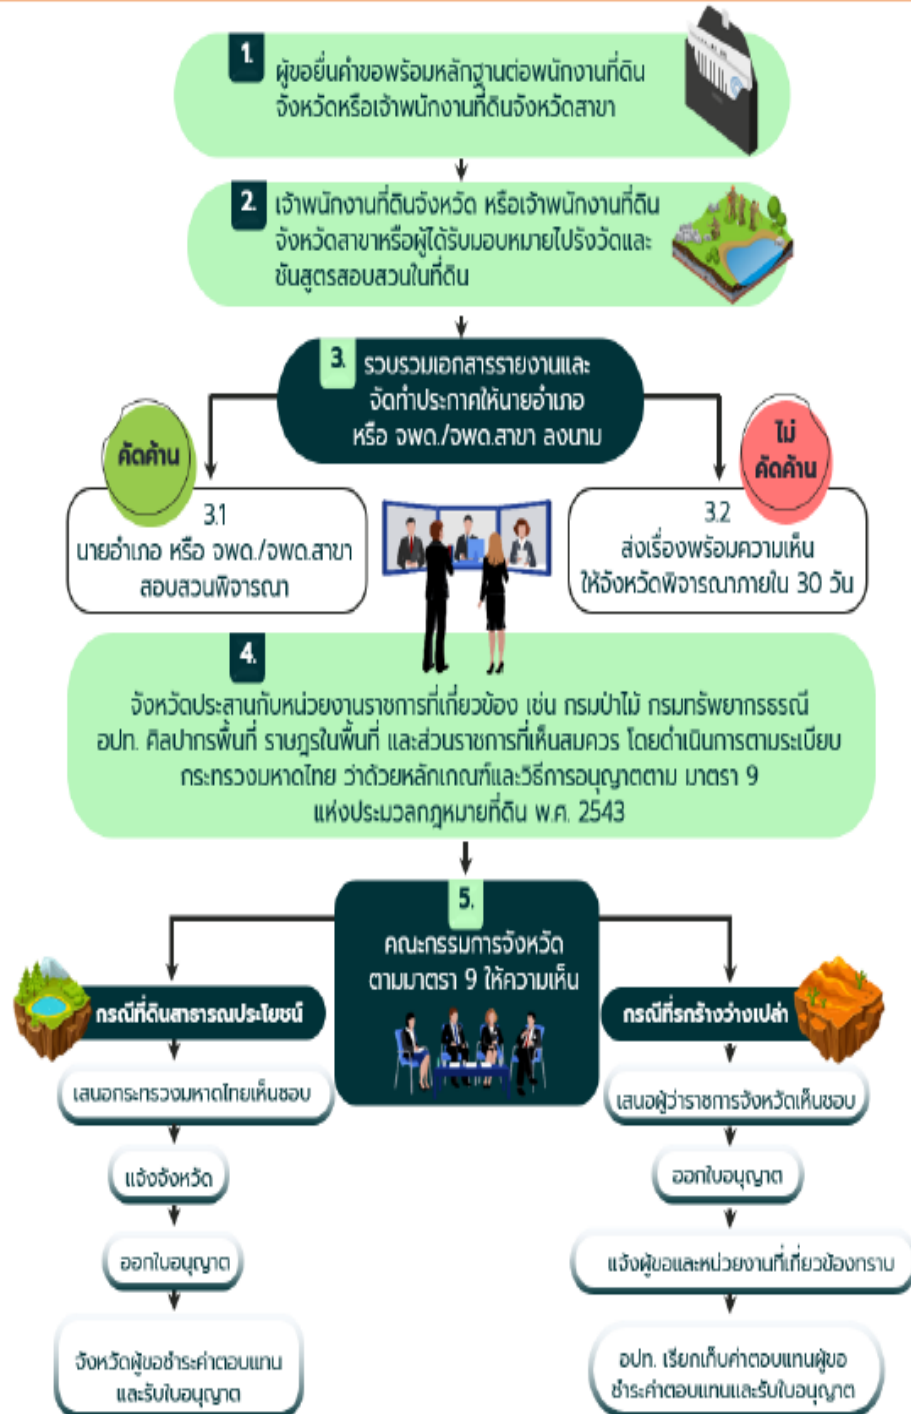 1.
ผู้ขอยื่นคำขอพร้อมหลักฐานต่อพนักงานที่ดิน
จังหวัดหรือเจ้าพนักงานที่ดินจังหวัดสาขา
2.
เจ้าพนักงานที่ดินจังหวัด หรือเจ้าพนักงานที่ดิน
จังหวัดสาขาหรือผู้ได้รับมอบหมายไปรังวัดและ
ชันสูตรสอบสวนในที่ดิน
3.
รวบรวมเอกสารรายงานและ
จัดทำประกาศให้นายอำเภอ
หรือ จพด./จพด.สาขา ลงนาม
คัดค้าน
3.1
นายอำเภอ หรือ จพด./จพด.สาขา
สอบสวนพิจารณา
ไม่
คัดค้าน
3.2
ส่งเรื่องพร้อมความเห็น
ให้จังหวัดพิจารณาภายใน 30 วัน
4.
จังหวัดประสานกับหน่วยงานราชการที่เกี่ยวข้อง เช่น กรมป่าไม้ กรมทรัพยากรธรณี
อปท. ศิลปากรพื้นที่ ราษฎรในพื้นที่ และส่วนราชการที่เห็นสมควร โดยดำเนินการตามระเบียบ
กระทรวงมหาดไทย ว่าด้วยหลักเกณฑ์และวิธีการอนุญาตตาม มาตรา 9
แห่งประมวลกฎหมายที่ดิน พ.ศ. 2543
5.
คณะกรรมการจังหวัด
ตามมาตรา 9 ให้ความเห็น
กรณีที่ดินสาธารณประโยชน์
เสนอกระทรวงมหาดไทยเห็นชอบ
แจ้งจังหวัด
ออกใบอนุญาต
จังหวัดผู้ขอชำระค่าตอบแทน
และรับใบอนุญาต
กรณีที่รกร้างว่างเปล่า
เสนอผู้ว่าราชการจังหวัดเห็นชอบ
ออกใบอนุญาต
แจ้งผู้ขอและหน่วยงานที่เกี่ยวข้องทราบ
อปท. เรียกเก็บค่าตอบแทนผู้ขอ
ชำระค่าตอบแทนและรับใบอนุญาต